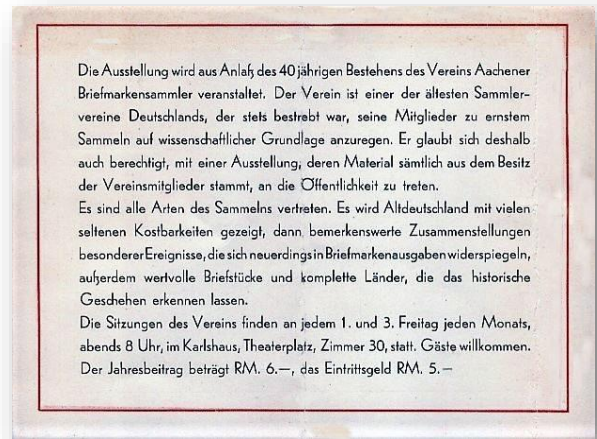 Die Ausstellung wird aus Anlaß des 40 jährigen Bestehens des Vereins Aachener
Briefmarkensammler veranstaltet. Der Verein ist einer der ältesten Sammler-
vereine Deutschlands, der stets bestrebt war, seine Mitglieder zu ernstem
Sammeln auf wissenschaftlicher Grundlage anzuregen. Er glaubt sich deshalb
auch berechtigt, mit einer Ausstellung, deren Material sämtlich aus dem Besitz
der Vereinsmitglieder stammt, an die Öffentlichkeit zu treten.
Es sind alle Arten des Sammelns vertreten. Es wird Altdeutschland mit vielen
seltenen Kostbarkeiten gezeigt, dann bemerkenswerte Zusammenstellungen
besonderer Ereignisse, die sich neuerdings in Briefmarkenausgaben widerspiegeln,
außerdem wertvolle Briefstücke und komplette Länder, die das historische
Geschehen erkennen lassen.
Die Sitzungen des Vereins finden an jedem 1. und 3. Freitag jeden Monats,
abends 8 Uhr, im Karlshaus, Theaterplatz, Zimmer 30, statt. Gäste willkommen.
Der Jahresbeitrag beträgt RM. 6.—, das Eintrittsgeld RM. 5.—